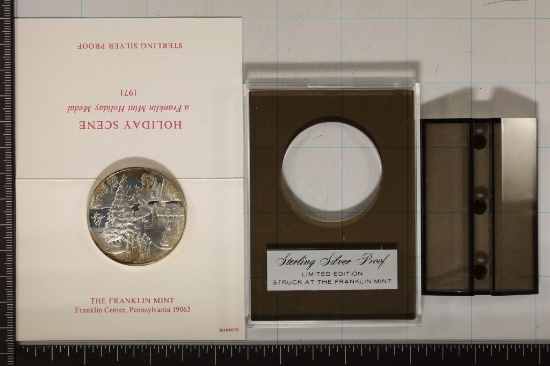 STERLING SILVER PROOF
HOLIDAY SCENE
a Franklin Mint Holiday Medal
1971
THE FRANKLIN MINT
Franklin Center, Pennsylvania 19063
Sterling Silver Proof
LIMITED EDITION
STRUCK AT THE FRANKLIN MINT